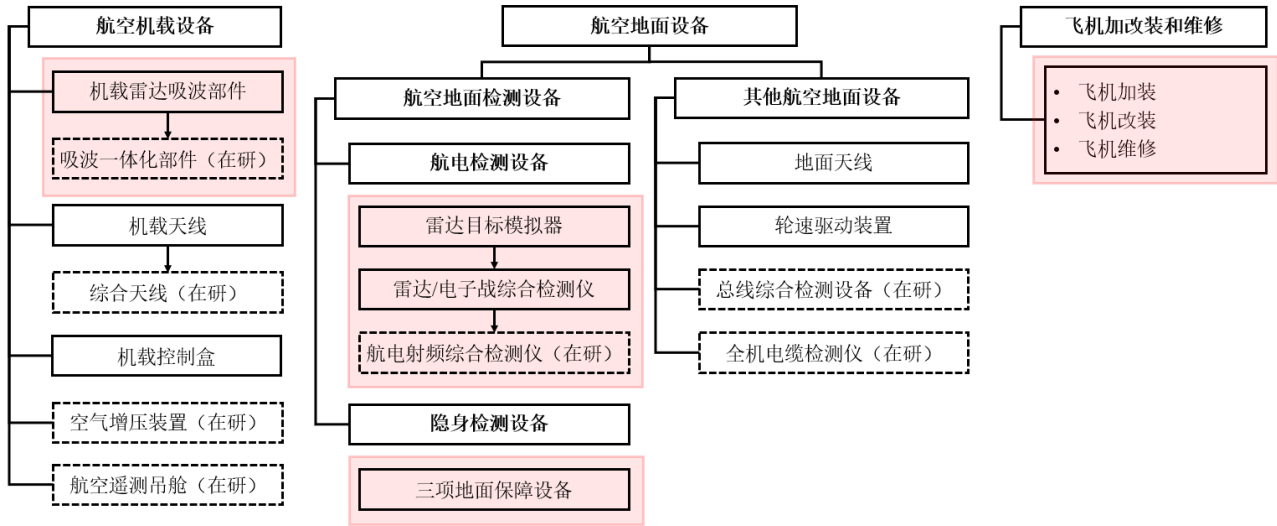 航空机载设备
机载雷达吸波部件
吸波一体化部件（在研）
机载天线
综合天线（在研）
机载控制盒
空气增压装置（在研）
航空遥测吊舱（在研）
航空地面设备
航空地面检测设备
航电检测设备
雷达目标模拟器
雷达/电子战综合检测仪
航电射频综合检测仪（在研）
隐身检测设备
三项地面保障设备
其他航空地面设备
地面天线
轮速驱动装置
总线综合检测设备（在研）
全机电缆检测仪（在研）
飞机加改装和维修
• 飞机加装
• 飞机改装
• 飞机维修